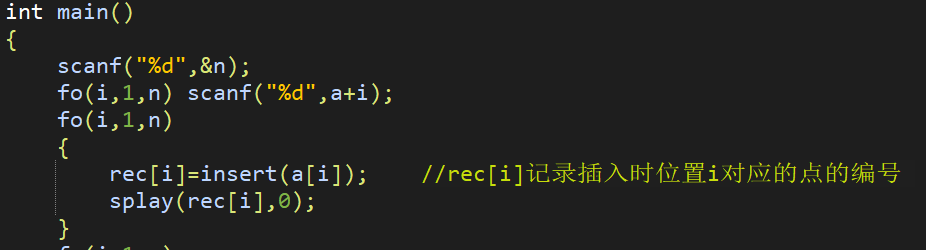 int main()
{
    scanf("%d",&n);
    fo(i,1,n) scanf("%d",a+i);
    fo(i,1,n)
    {
        rec[i]=insert(a[i]);    //rec[i]记录插入时位置i对应的点的编号
        splay(rec[i],0);
    }